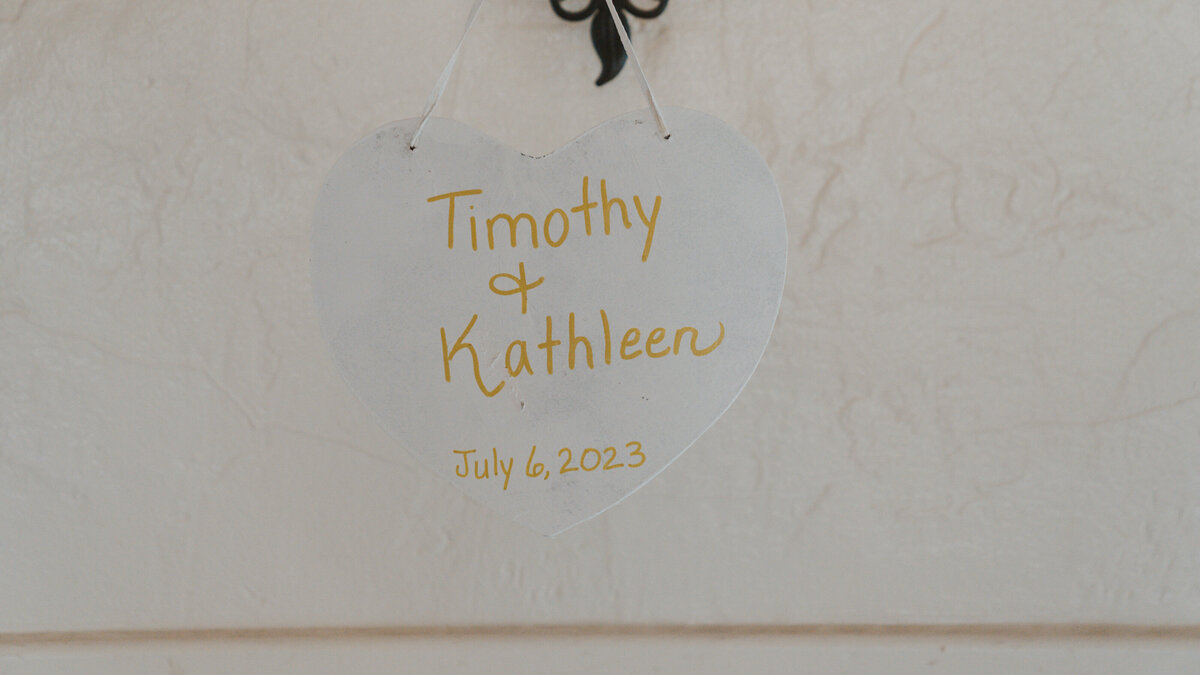 Timothy
&
Kathleen
July 6, 2023